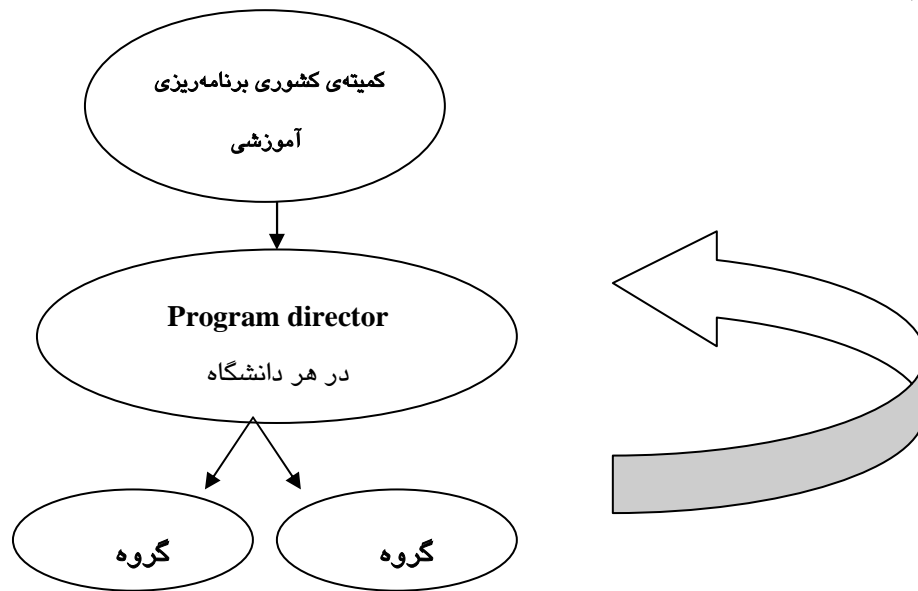 کمیته‌ی کشوری برنامه‌ریزی
آموزشی
Program director
در هر دانشگاه
گروه
گروه